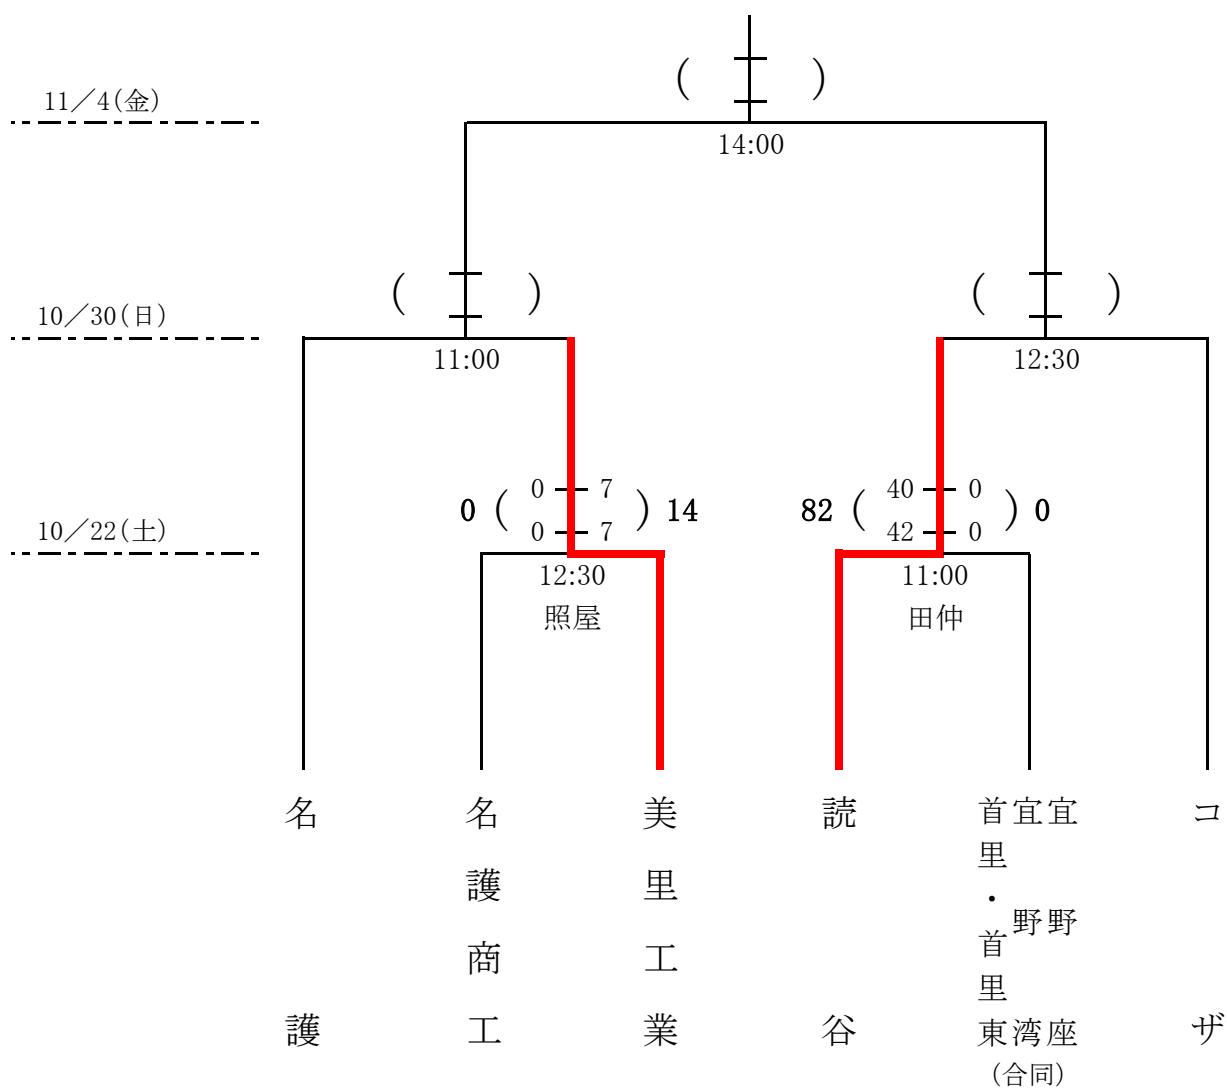 11／4(金)
(　)
14:00
10／30(日)
(　)
(　)
11:00
12:30
10／22(土)
0 ( 0 7 ) 14
0 7
82 ( 40 0 ) 0
42 0
12:30
11:00
照屋
田仲
名護
名護商工
美里工業
読谷
宜野座
宜野湾
首里・首里東
(合同)
コザ